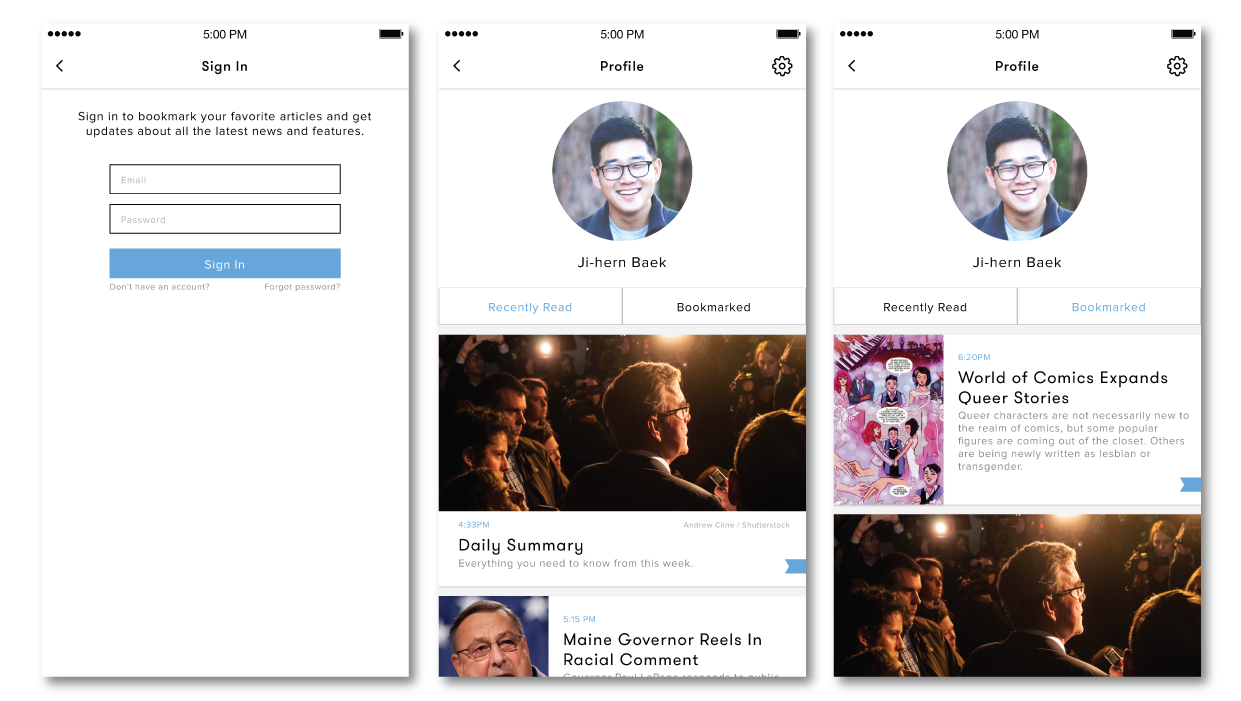 5:00 PM
Sign In
Sign in to bookmark your favorite articles and get
updates about all the latest news and features.
Email
Password
Sign In
Don't have an account?
Forgot password?
5:00 PM
Profile
Ji-hern Baek
Recently Read
Bookmarked
4:33PM
Andrew Cline / Shutterstock
Daily Summary
Everything you need to know from this week.
5:15 PM
Maine Governor Reels In
Racial Comment
Governor Paul LePage responds to public
5:00 PM
Profile
Ji-hern Baek
Recently Read
Bookmarked
6:20PM
World of Comics Expands
Queer Stories
Queer characters are not necessarily new to
the realm of comics, but some popular
figures are coming out of the closet. Others
are being newly written as lesbian or
transgender.